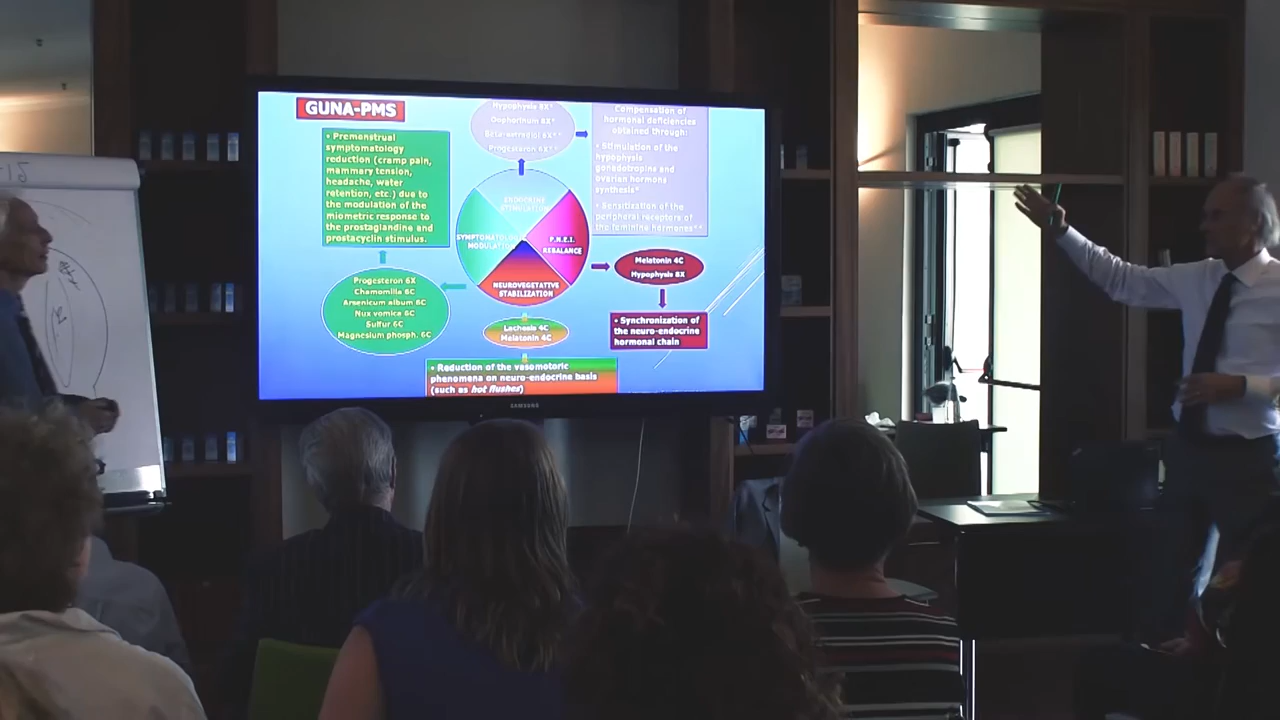 GUNA-PMS
• Premenstrual
symptomatology
reduction (cramp pain,
mammary tension,
headache, water
retention, etc.) due to
the modulation of the
miometric response to
the prostaglandine and
prostacyclin stimulus.
Hypophysis 8X*
Oophorinum 8X*
Beta-estradiol 6X**
Progesteron 6X**
Compensation of
hormonal deficiencies
obtained through:
• Stimulation of the
hypophysis
gonadotropins and
ovarian hormons
synthesis*
• Sensitization of the
peripheral receptors of
the feminine hormones**
ENDOCRINE
STIMULATION
SYMPTOMATOLOGIC
MODULATION
P.N.E.I.
REBALANCE
NEUROVEGETATIVE
STABILIZATION
Melatonin 4C
Hypophysis 8X
• Synchronization of
the neuro-endocrine
hormonal chain
Progesteron 6X
Chamomilla 6C
Arsenicum album 6C
Nux vomica 6C
Sulfur 6C
Magnesium phosph. 6C
Lachesis 4C
Melatonin 4C
• Reduction of the vasomotoric
phenomena on neuro-endocrine basis
(such as hot flushes)
SAMSUNG
-15